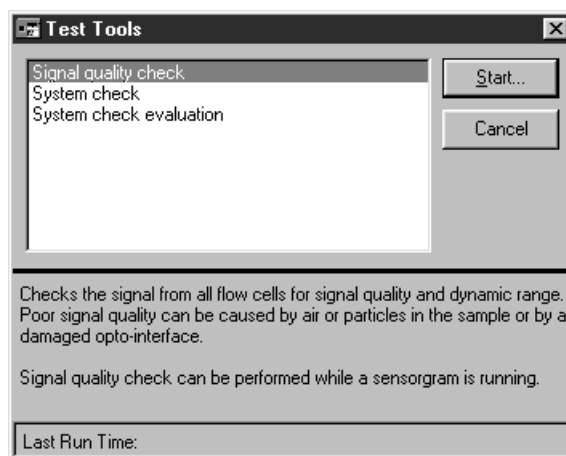 Test Tools
Signal quality check
System check
System check evaluation
Start...
Cancel
Checks the signal from all flow cells for signal quality and dynamic range.
Poor signal quality can be caused by air or particles in the sample or by a
damaged opto-interface.
Signal quality check can be performed while a sensorgram is running.
Last Run Time: